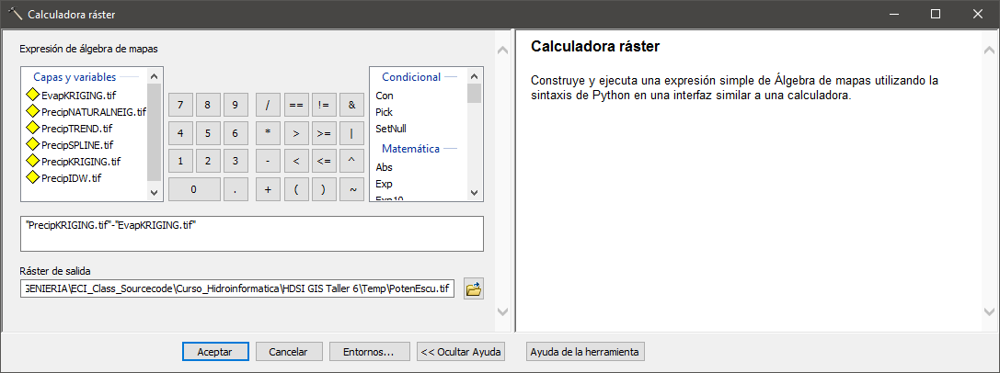 Calculadora ráster
Expresión de álgebra de mapas
Capas y variables
EvapKRIGING.tif
PrecipNATURALNEIG.tif
PrecipTREND.tif
PrecipSPLINE.tif
PrecipKRIGING.tif
PrecipIDW.tif
7 8 9 / == != &
4 5 6 * > >= |
1 2 3 - < <= ^
0 . + ( ) ~
Condicional
Con
Pick
SetNull
Matemática
Abs
Exp
Exp10
"PrecipKRIGING.tif"-"EvapKRIGING.tif"
Ráster de salida
GENIERIA\ECI_Class_Sourcecode\Curso_Hidroinformatica\HDSI GIS Taller 6\Temp\PotenEscu.tif
Aceptar
Cancelar
Entornos...
<< Ocultar Ayuda
Calculadora ráster
Construye y ejecuta una expresión simple de Álgebra de mapas utilizando la
sintaxis de Python en una interfaz similar a una calculadora.
Ayuda de la herramienta